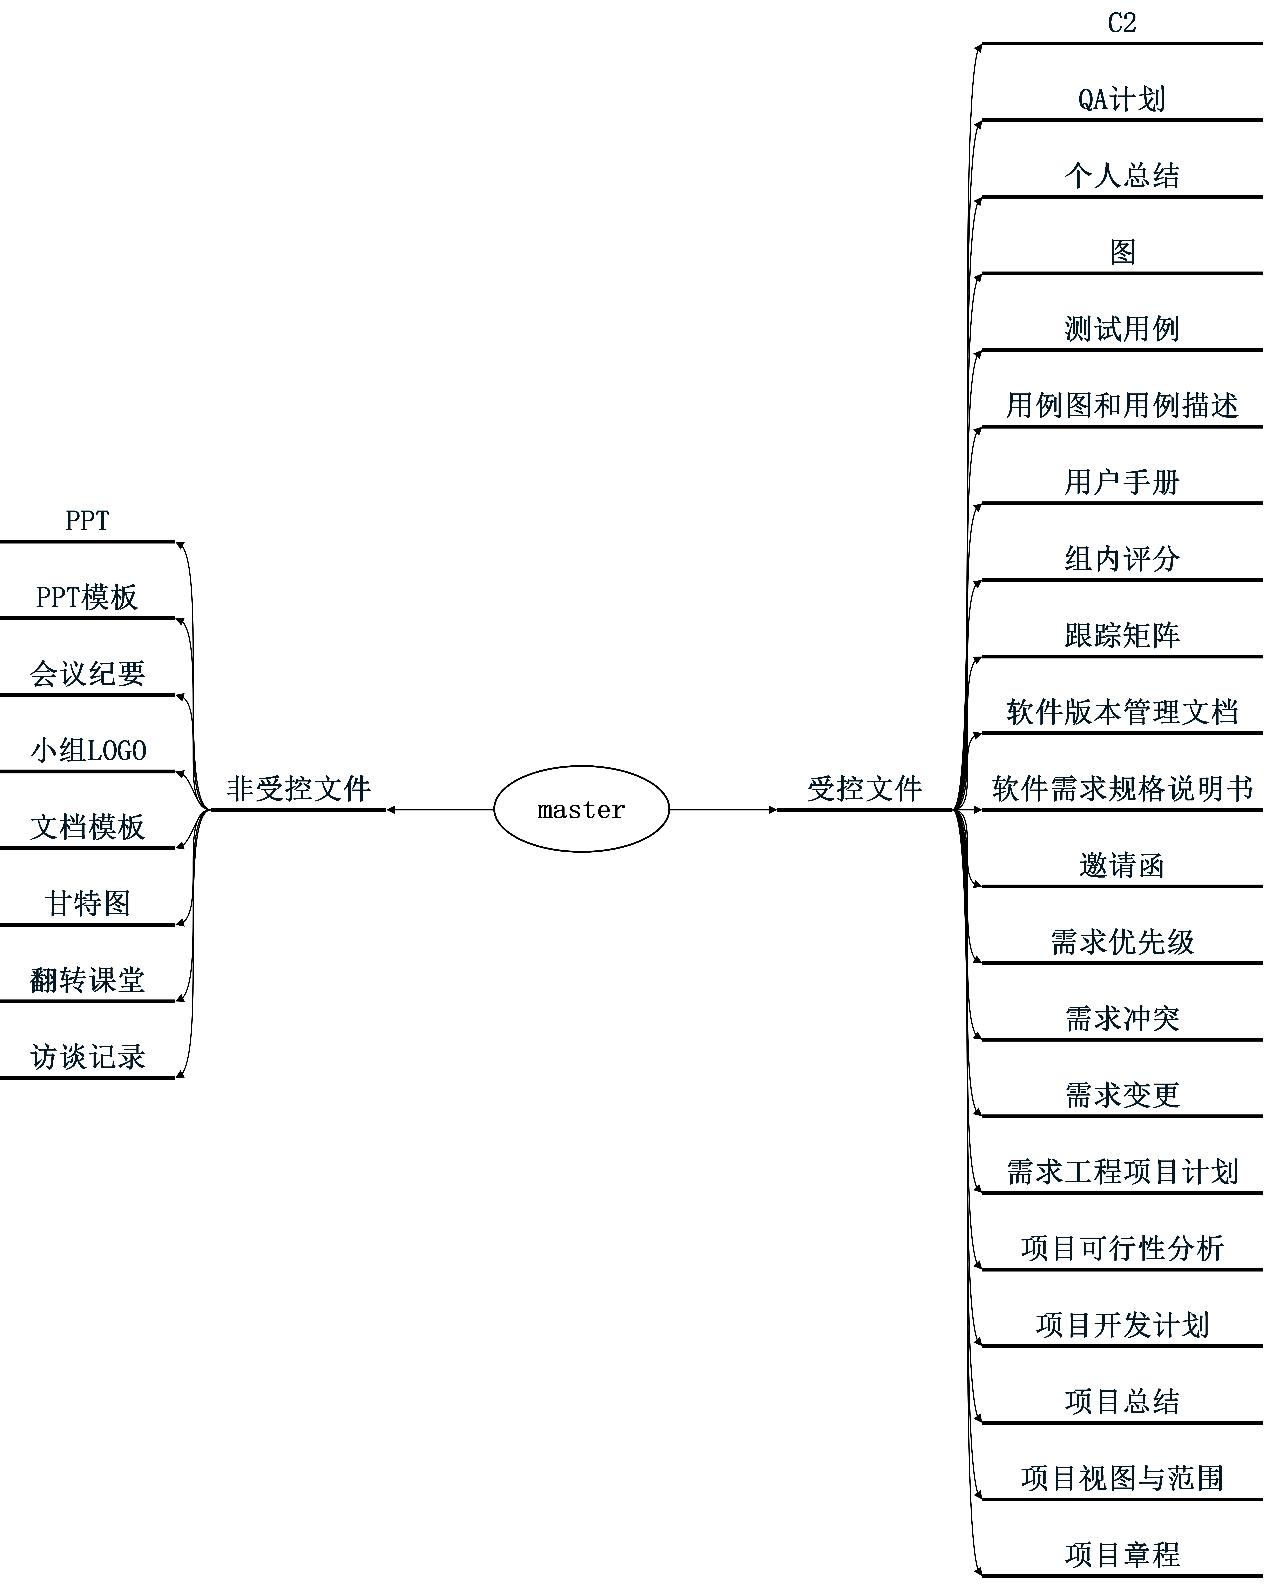 master
非受控文件
PPT
PPT模板
会议纪要
小组LOGO
文档模板
甘特图
翻转课堂
访谈记录
受控文件
C2
QA计划
个人总结
图
测试用例
用例图和用例描述
用户手册
组内评分
跟踪矩阵
软件版本管理文档
软件需求规格说明书
邀请函
需求优先级
需求冲突
需求变更
需求工程项目计划
项目可行性分析
项目开发计划
项目总结
项目视图与范围
项目章程